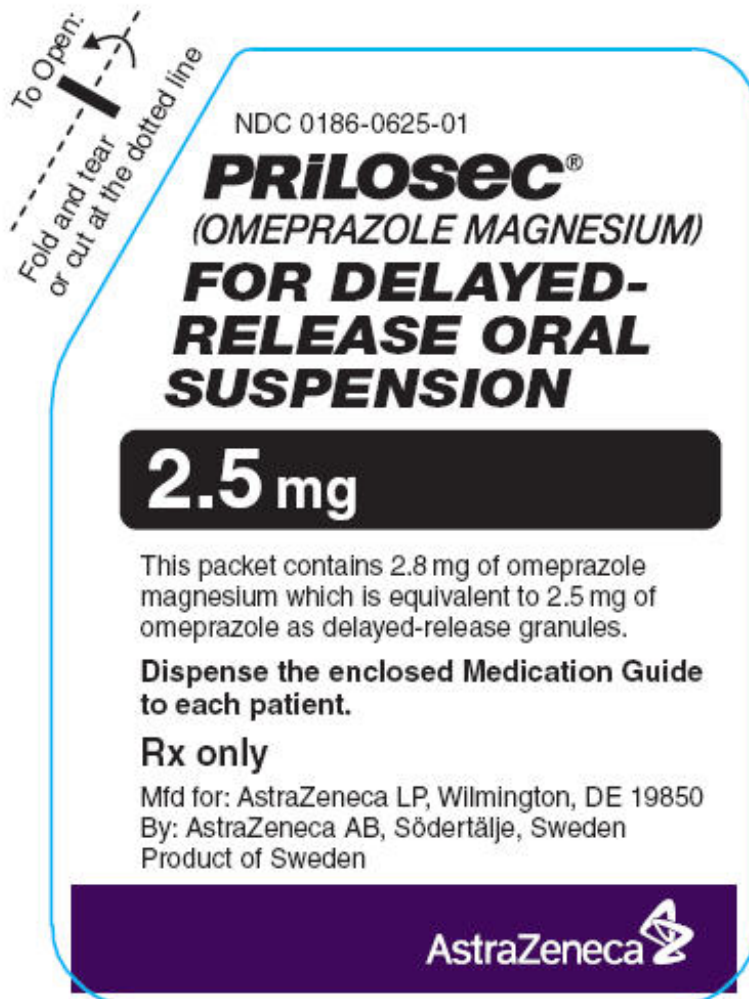 To Open:
Fold and tear
or cut at the dotted line
NDC 0186-0625-01
PRiLOSeC®
(OMEPRAZOLE MAGNESIUM)
FOR DELAYED-
RELEASE ORAL
SUSPENSION
2.5 mg
This packet contains 2.8 mg of omeprazole
magnesium which is equivalent to 2.5 mg of
omeprazole as delayed-release granules.
Dispense the enclosed Medication Guide
to each patient.
Rx only
Mfd for: AstraZeneca LP, Wilmington, DE 19850
By: AstraZeneca AB, Södertälje, Sweden
Product of Sweden
AstraZeneca